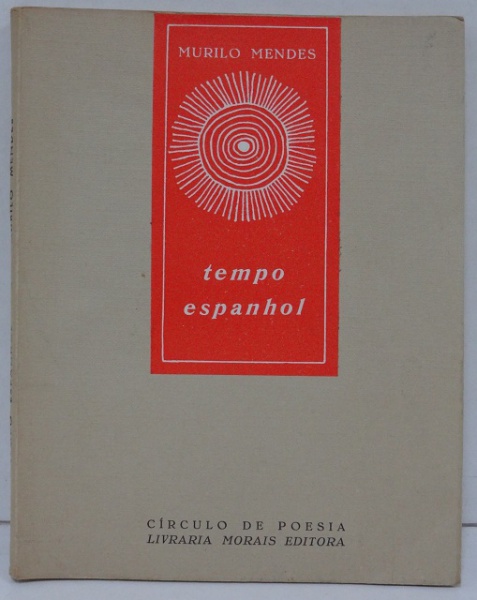 MURILO MENDES
tempo
espanhol
CÍRCULO DE POESIA
LIVRARIA MORAIS EDITORA